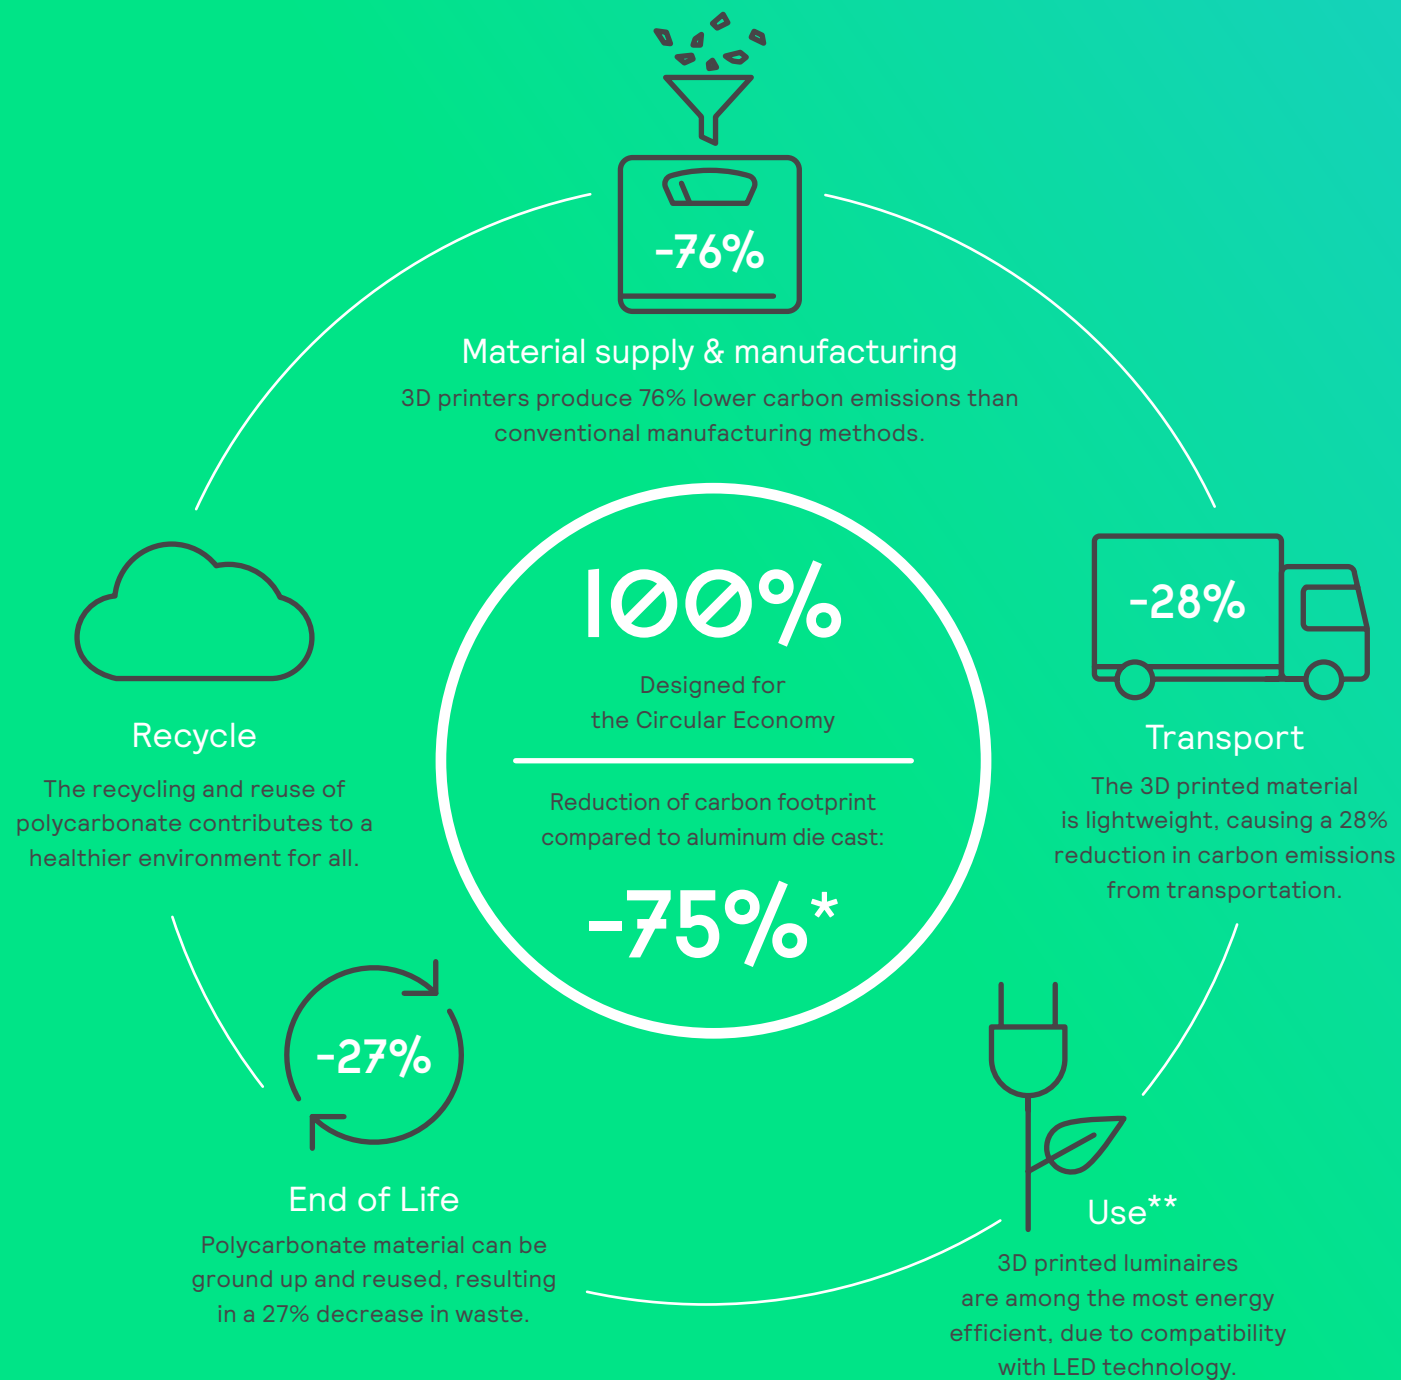 -76%
Material supply & manufacturing
3D printers produce 76% lower carbon emissions than
conventional manufacturing methods.
100%
Designed for
the Circular Economy
Reduction of carbon footprint
compared to aluminum die cast:
-75%*
-28%
Transport
The 3D printed material
is lightweight, causing a 28%
reduction in carbon emissions
from transportation.
Use**
3D printed luminaires
are among the most energy
efficient, due to compatibility
with LED technology.
-27%
End of Life
Polycarbonate material can be
ground up and reused, resulting
in a 27% decrease in waste.
Recycle
The recycling and reuse of
polycarbonate contributes to a
healthier environment for all.